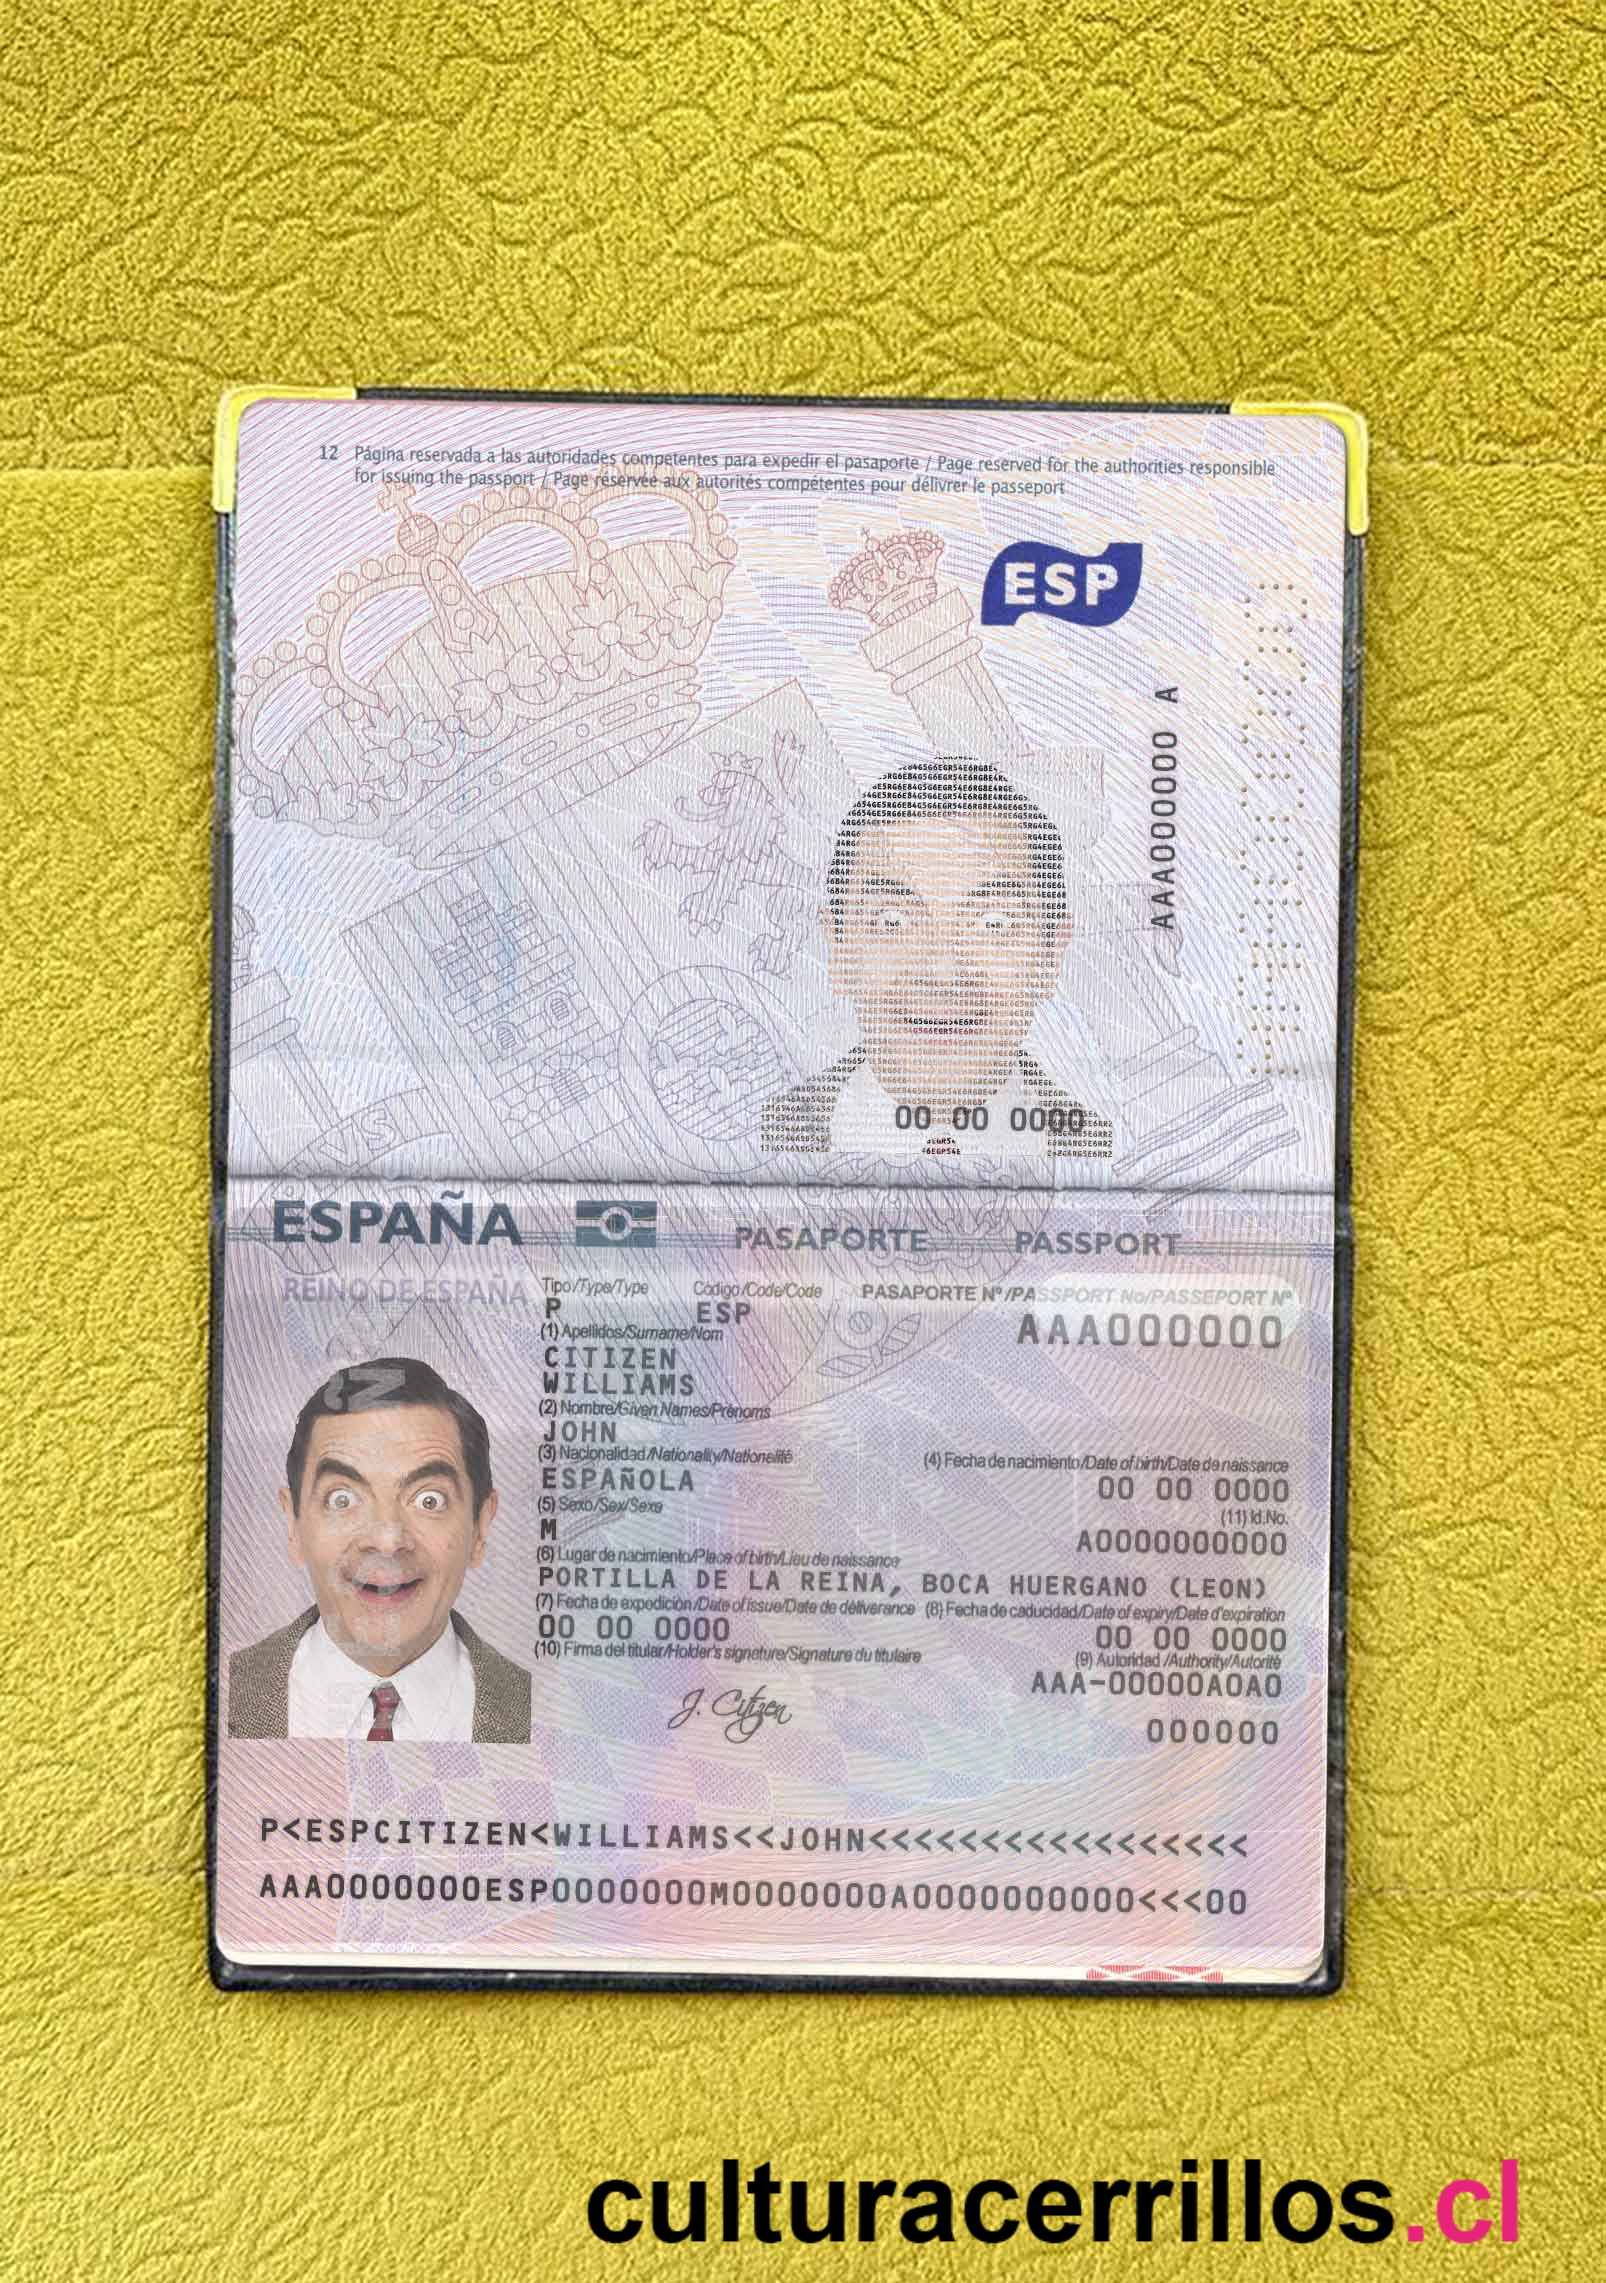 12 Página reservada a las autoridades competentes para expedir el pasaporte / Page reserved for the authorities responsible
for issuing the passport / Page réservée aux autorités compétentes pour délivrer le passeport
ESP
AAA000000 A
00 00 0000
ESPAÑA PASAPORTE PASSPORT
REINO DE ESPAÑA
Tipo/Type/Type Código/Code/Code PASAPORTE Nº/PASSPORT No/PASSEPORT Nº
P ESP AAA000000
(1) Apellidos/Surname/Nom
CITIZEN
WILLIAMS
(2) Nombre/Given Names/Prénoms
JOHN
(3) Nacionalidad/Nationality/Nationalité (4) Fecha de nacimiento/Date of birth/Date de naissance
ESPAÑOLA 00 00 0000
(5) Sexo/Sex/Sexe (11) Id.No.
M A0000000000
(6) Lugar de nacimiento/Place of birth/Lieu de naissance
PORTILLA DE LA REINA, BOCA HUERGANO (LEON)
(7) Fecha de expedición/Date of issue/Date de délivrance (8) Fecha de caducidad/Date of expiry/Date d'expiration
00 00 0000 00 00 0000
(10) Firma del titular/Holder's signature/Signature du titulaire (9) Autoridad /Authority/Autorité
AAA-00000A0A0
J. Citizen
000000
P<ESPCITIZEN<WILLIAMS<<JOHN<<<<<<<<<<<<<<<<<
AAA0000000ESP0000000M0000000A0000000000<<<00
culturacerrillos.cl